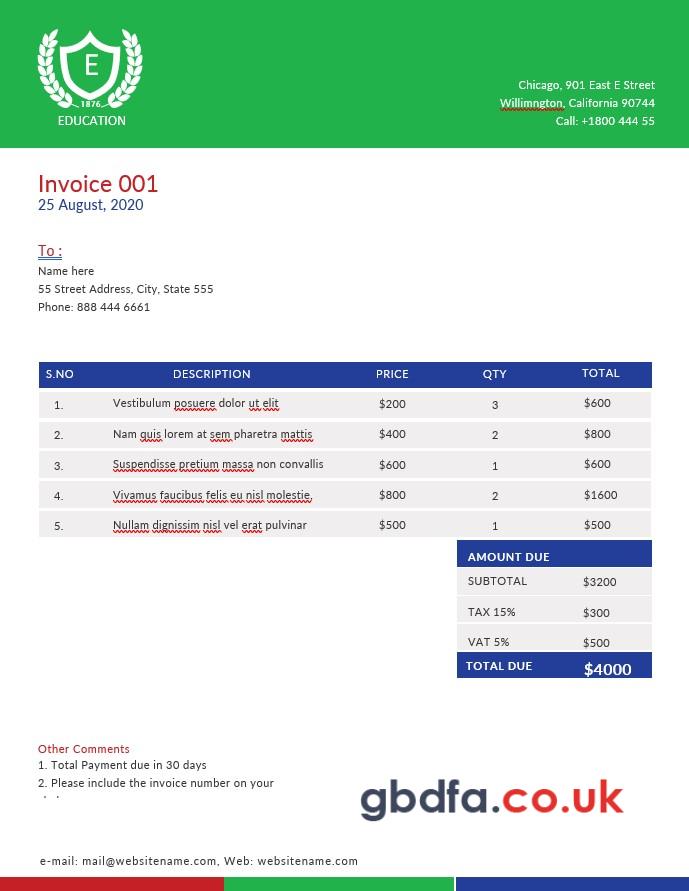 E
1876
EDUCATION
Chicago, 901 East E Street
Willimngton, California 90744
Call: +1800 444 55
Invoice 001
25 August, 2020
To :
Name here
55 Street Address, City, State 555
Phone: 888 444 6661
S.NO DESCRIPTION PRICE QTY TOTAL
1. Vestibulum posuere dolor ut elit $200 3 $600
2. Nam quis lorem at sem pharetra mattis $400 2 $800
3. Suspendisse pretium massa non convallis $600 1 $600
4. Vivamus faucibus felis eu nisl molestie, $800 2 $1600
5. Nullam dignissim nisl vel erat pulvinar $500 1 $500
AMOUNT DUE
SUBTOTAL $3200
TAX 15% $300
VAT 5% $500
TOTAL DUE $4000
Other Comments
1. Total Payment due in 30 days
2. Please include the invoice number on your
gbdfa.co.uk
e-mail: mail@websitename.com, Web: websitename.com